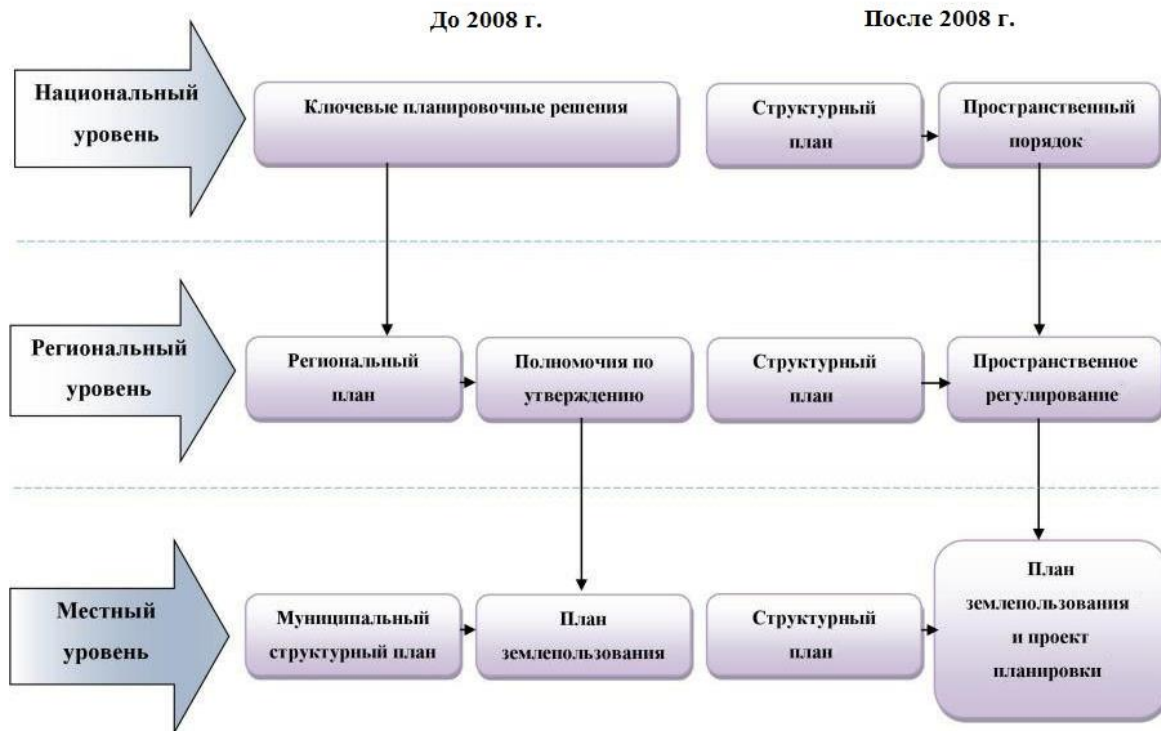 До 2008 г.
После 2008 г.
Национальный
уровень
Ключевые планировочные решения
Структурный
план
Пространственный
порядок
Региональный
уровень
Региональный
план
Полномочия по
утверждению
Структурный
план
Пространственное
регулирование
Местный
уровень
Муниципальный
структурный план
План
землепользования
Структурный
план
План
землепользования
и проект
планировки